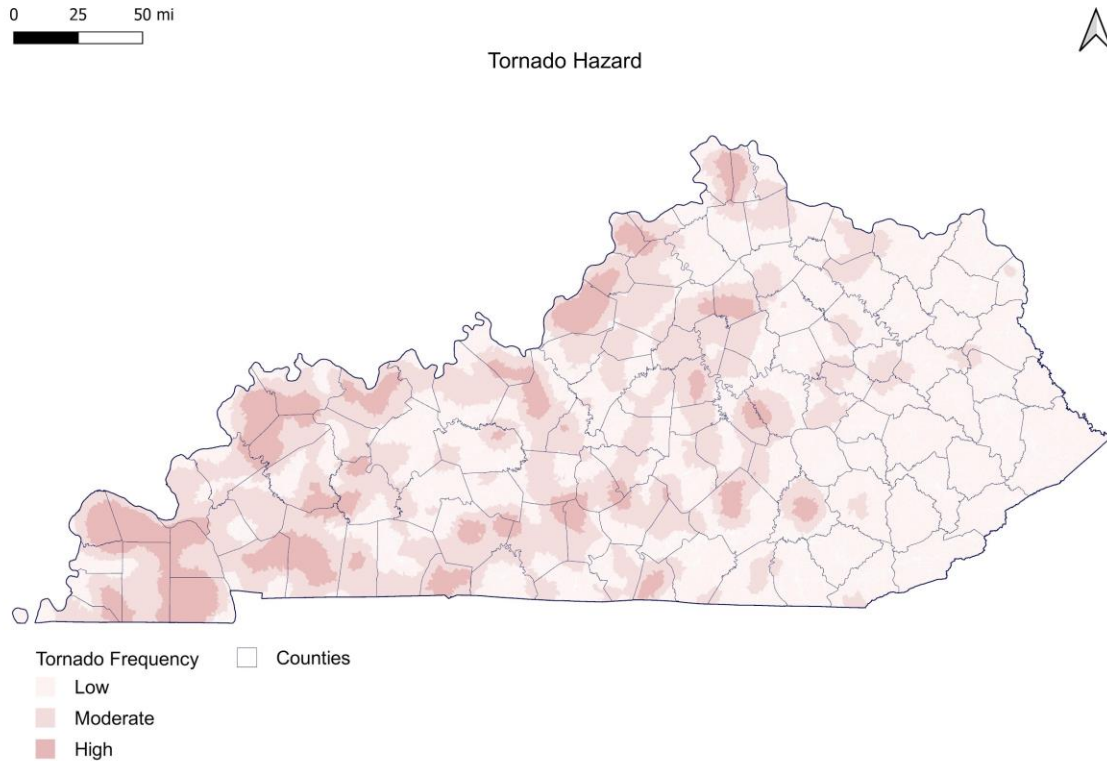 0 25 50 mi
Tornado Hazard
Tornado Frequency
Counties
Low
Moderate
High